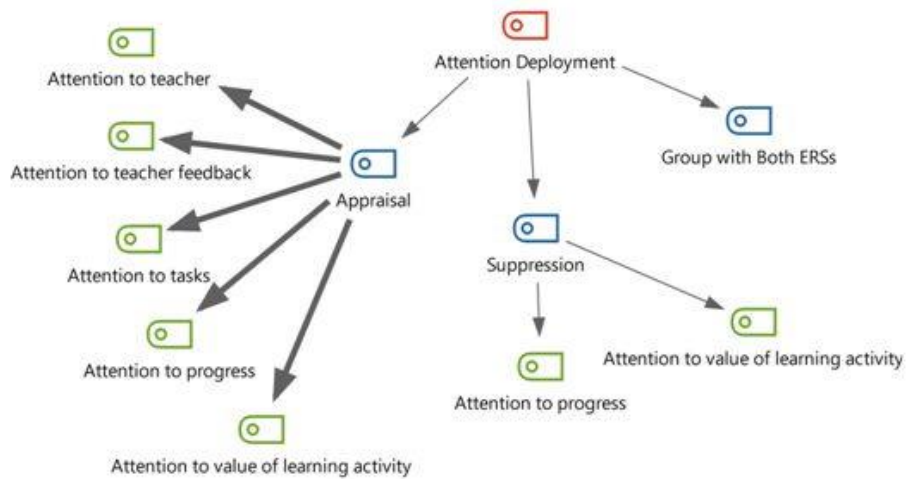 Attention Deployment
Attention to teacher
Attention to teacher feedback
Group with Both ERSs
Appraisal
Attention to tasks
Suppression
Attention to progress
Attention to value of learning activity
Attention to progress
Attention to value of learning activity